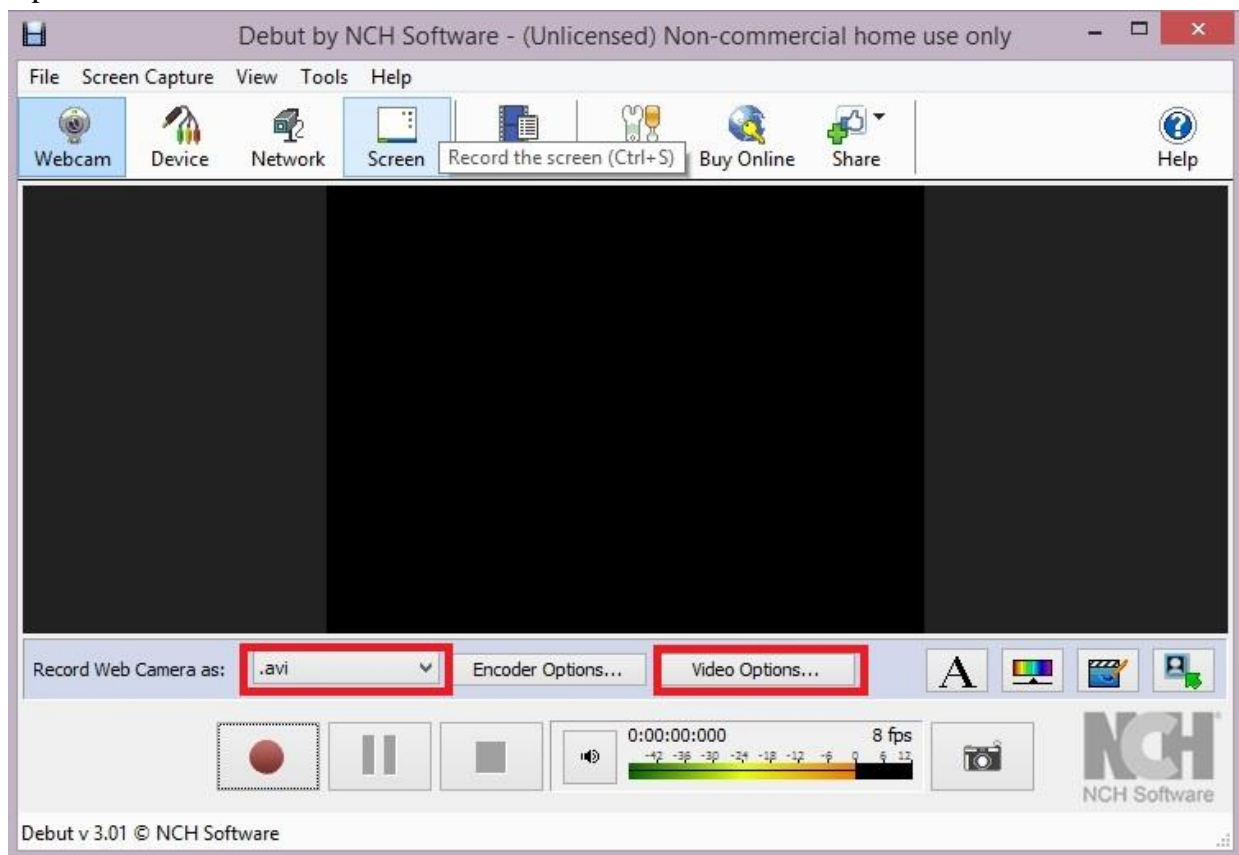 Debut by NCH Software - (Unlicensed) Non-commercial home use only
File Screen Capture View Tools Help
Webcam Device Network Screen Record the screen (Ctrl+S) Buy Online Share Help
Record Web Camera as: .avi Encoder Options... Video Options... A
0:00:00:000 8 fps
-42 -36 -30 -24 -18 -12 -6 0 6 12
NCH
NCH Software
Debut v 3.01 © NCH Software